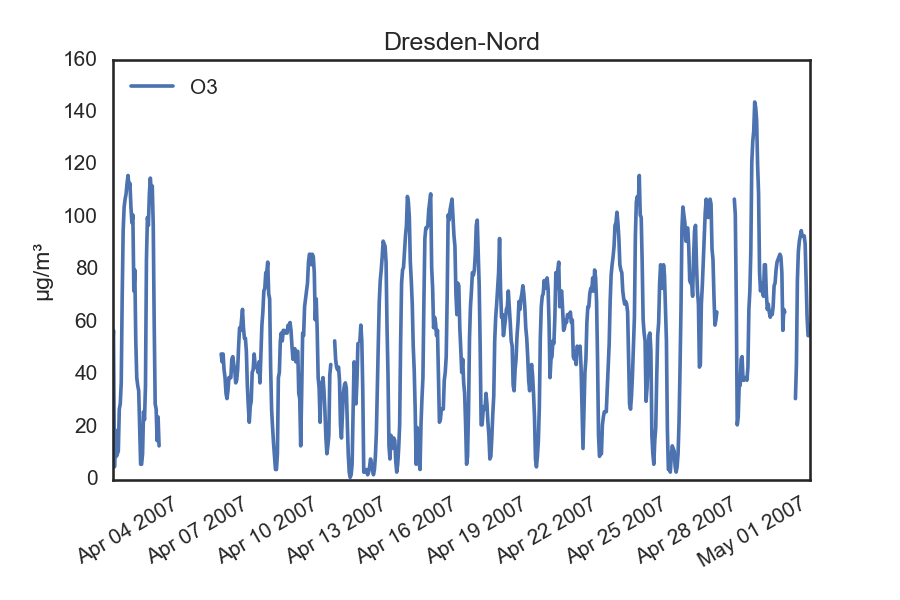 Dresden-Nord
160
140
120
100
80
60
40
20
0
µg/m³
O3
Apr 04 2007
Apr 07 2007
Apr 10 2007
Apr 13 2007
Apr 16 2007
Apr 19 2007
Apr 22 2007
Apr 25 2007
Apr 28 2007
May 01 2007